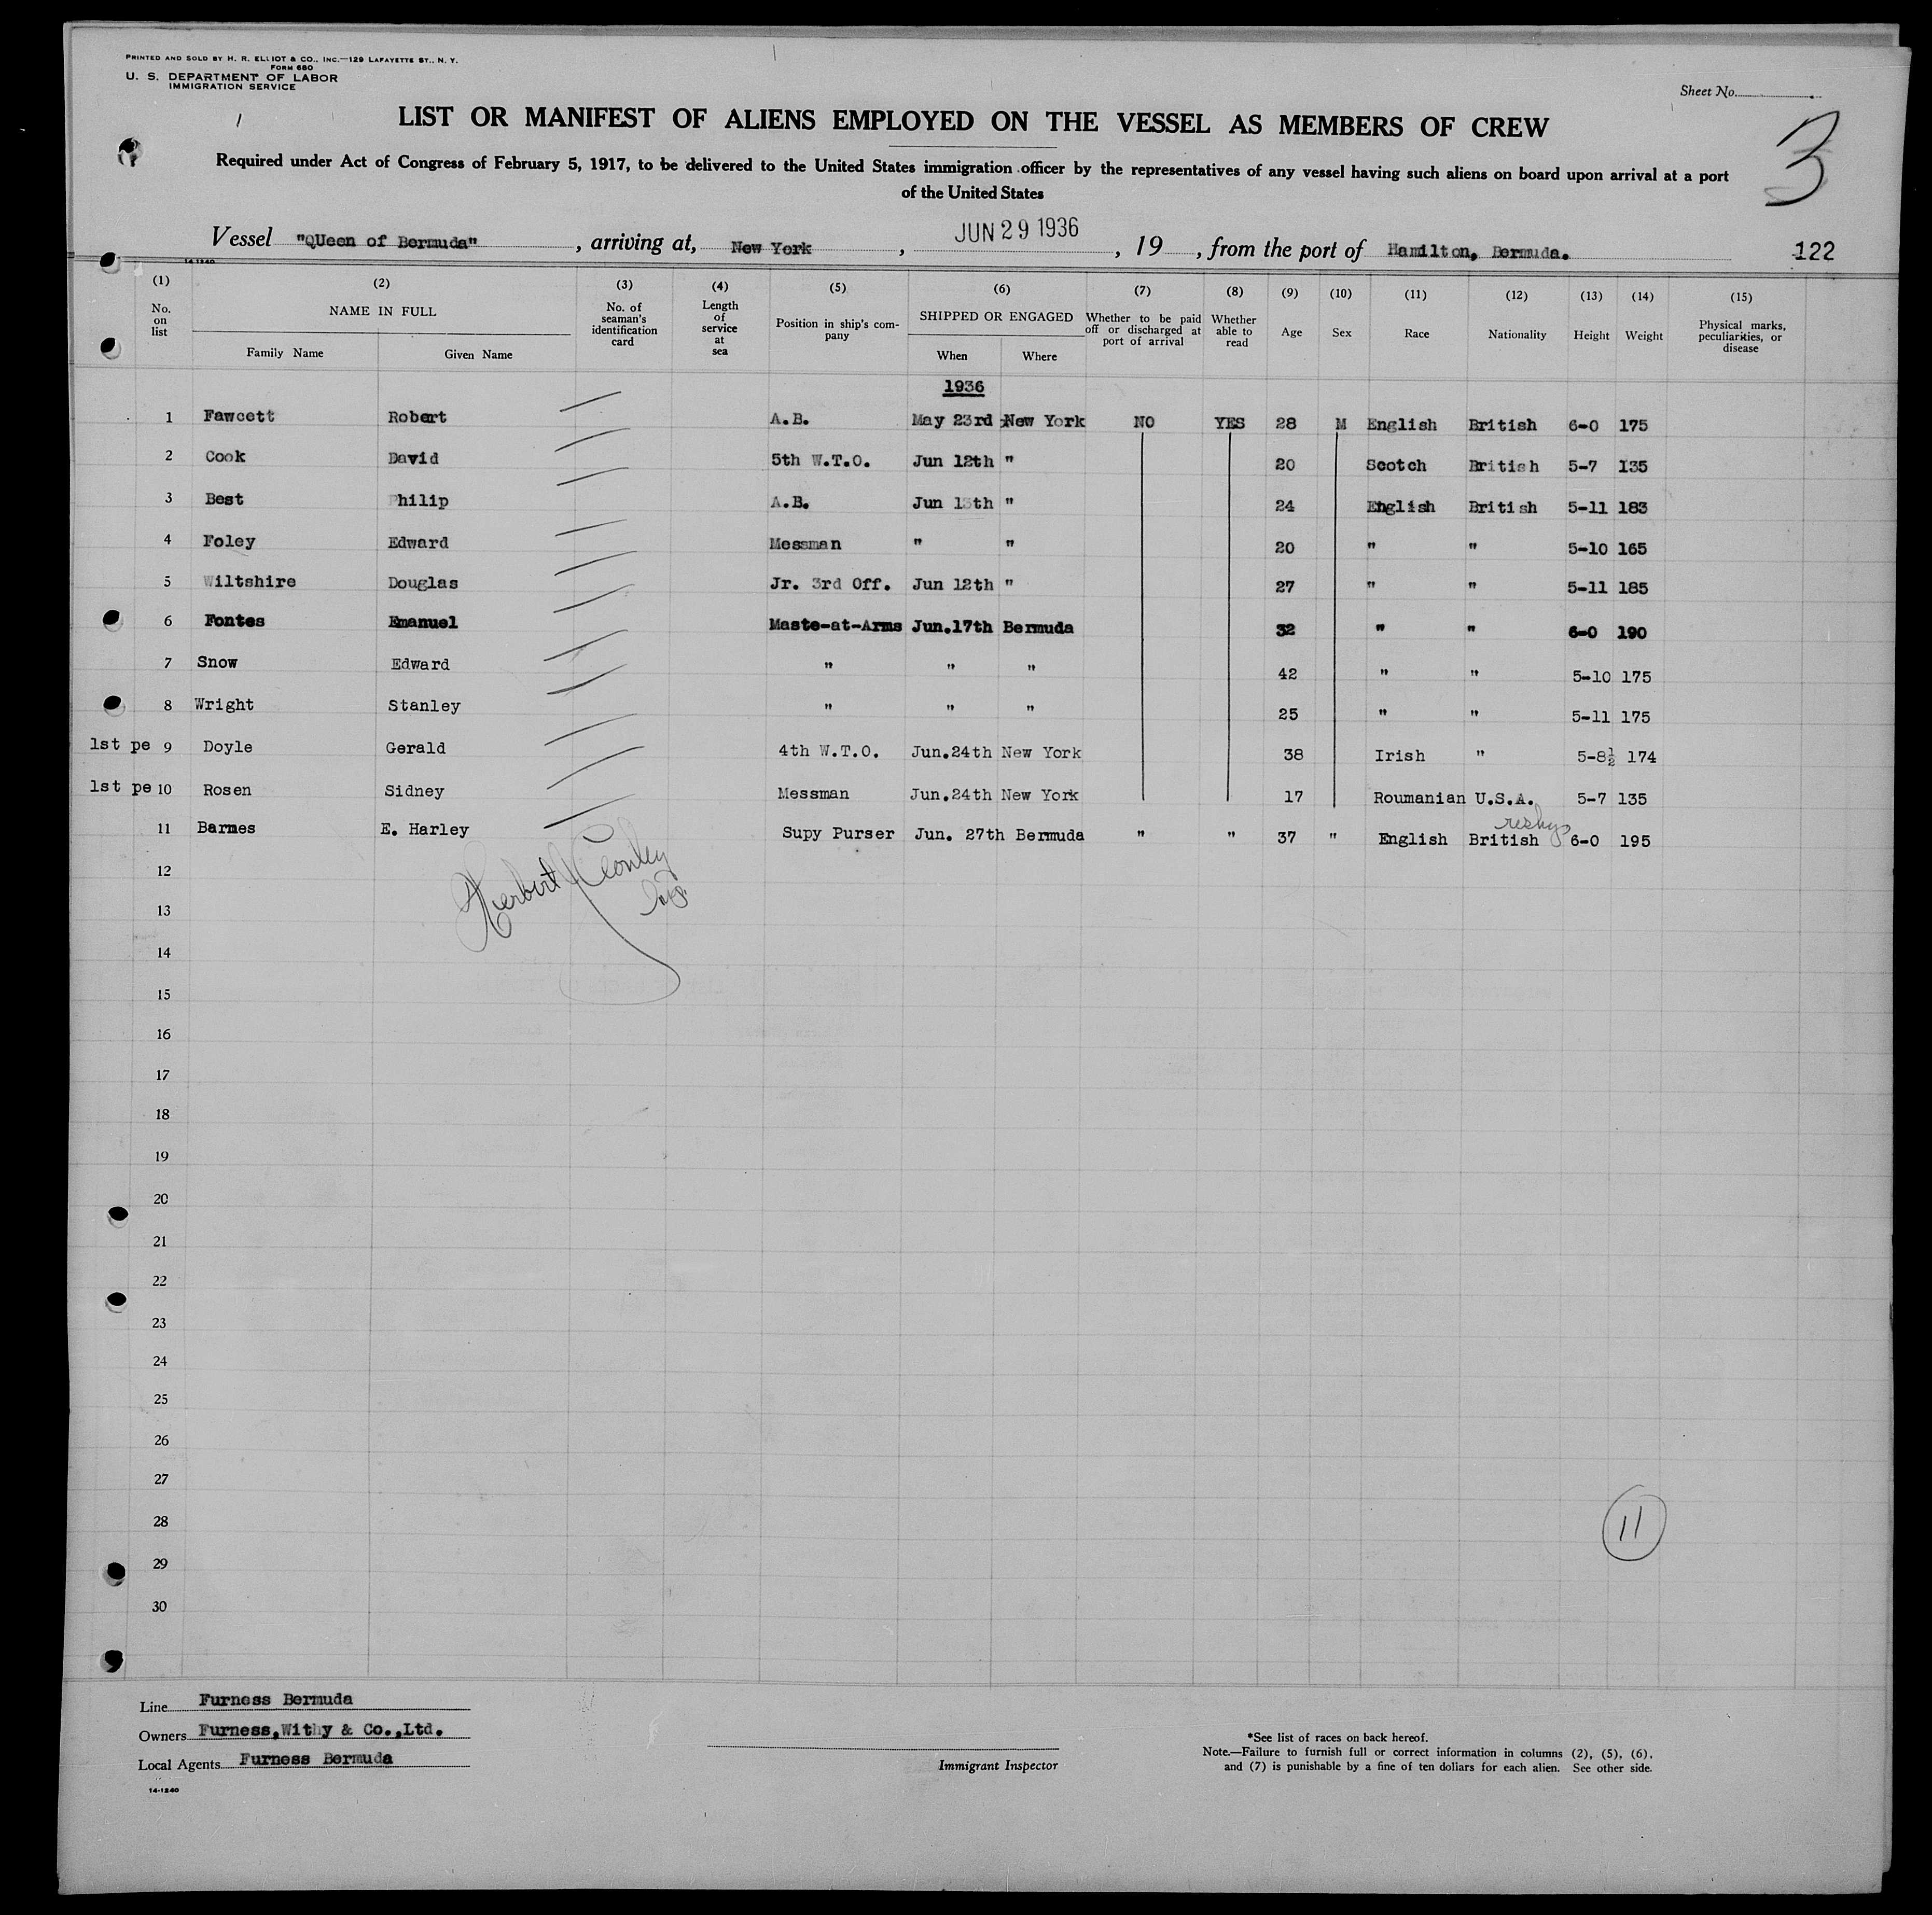 PRINTED AND SOLD BY H. R. ELLIOT & CO., INC.—129 LAFAYETTE ST., N. Y.
FORM 680
U. S. DEPARTMENT OF LABOR
IMMIGRATION SERVICE
Sheet No.
LIST OR MANIFEST OF ALIENS EMPLOYED ON THE VESSEL AS MEMBERS OF CREW
3
Required under Act of Congress of February 5, 1917, to be delivered to the United States immigration officer by the representatives of any vessel having such aliens on board upon arrival at a port
of the United States
Vessel "QUeen of Bermuda", arriving at, New York, JUN 29 1936, 19, from the port of Hamilton, Bermuda. 122
14-1240
(1) (2) (3) (4) (5) (6) (7) (8) (9) (10) (11) (12) (13) (14) (15)
No. on list NAME IN FULL Family Name Given Name No. of seaman's identification card Length of service at sea Position in ship's company SHIPPED OR ENGAGED When Where Whether to be paid off or discharged at port of arrival Whether able to read Age Sex Race Nationality Height Weight Physical marks, peculiarities, or disease
1936
1 Fawcett Robert A.B. May 23rd New York NO YES 28 M English British 6-0 175
2 Cook David 5th W.T.O. Jun 12th " 20 Scotch British 5-7 135
3 Best Philip A.B. Jun 13th " 24 English British 5-11 183
4 Foley Edward Messman " " 20 " " 5-10 165
5 Wiltshire Douglas Jr. 3rd Off. Jun 12th " 27 " " 5-11 185
6 Fontes Emanuel Maste-at-Arms Jun.17th Bermuda 32 " " 6-0 190
7 Snow Edward " " " 42 " " 5-10 175
8 Wright Stanley " " " 25 " " 5-11 175
1st pe 9 Doyle Gerald 4th W.T.O. Jun.24th New York 38 Irish " 5-8½ 174
1st pe 10 Rosen Sidney Messman Jun.24th New York 17 Roumanian U.S.A. 5-7 135
11 Barnes E. Harley Supy Purser Jun. 27th Bermuda " " 37 " English British 6-0 195
12
Herbert
13
14
15
16
17
18
19
20
21
22
23
24
25
26
27
28
11
29
30
Line Furness Bermuda
Owners Furness,Withy & Co.,Ltd.
Local Agents Furness Bermuda
14-1240
Immigrant Inspector
*See list of races on back hereof.
Note.—Failure to furnish full or correct information in columns (2), (5), (6),
and (7) is punishable by a fine of ten dollars for each alien. See other side.